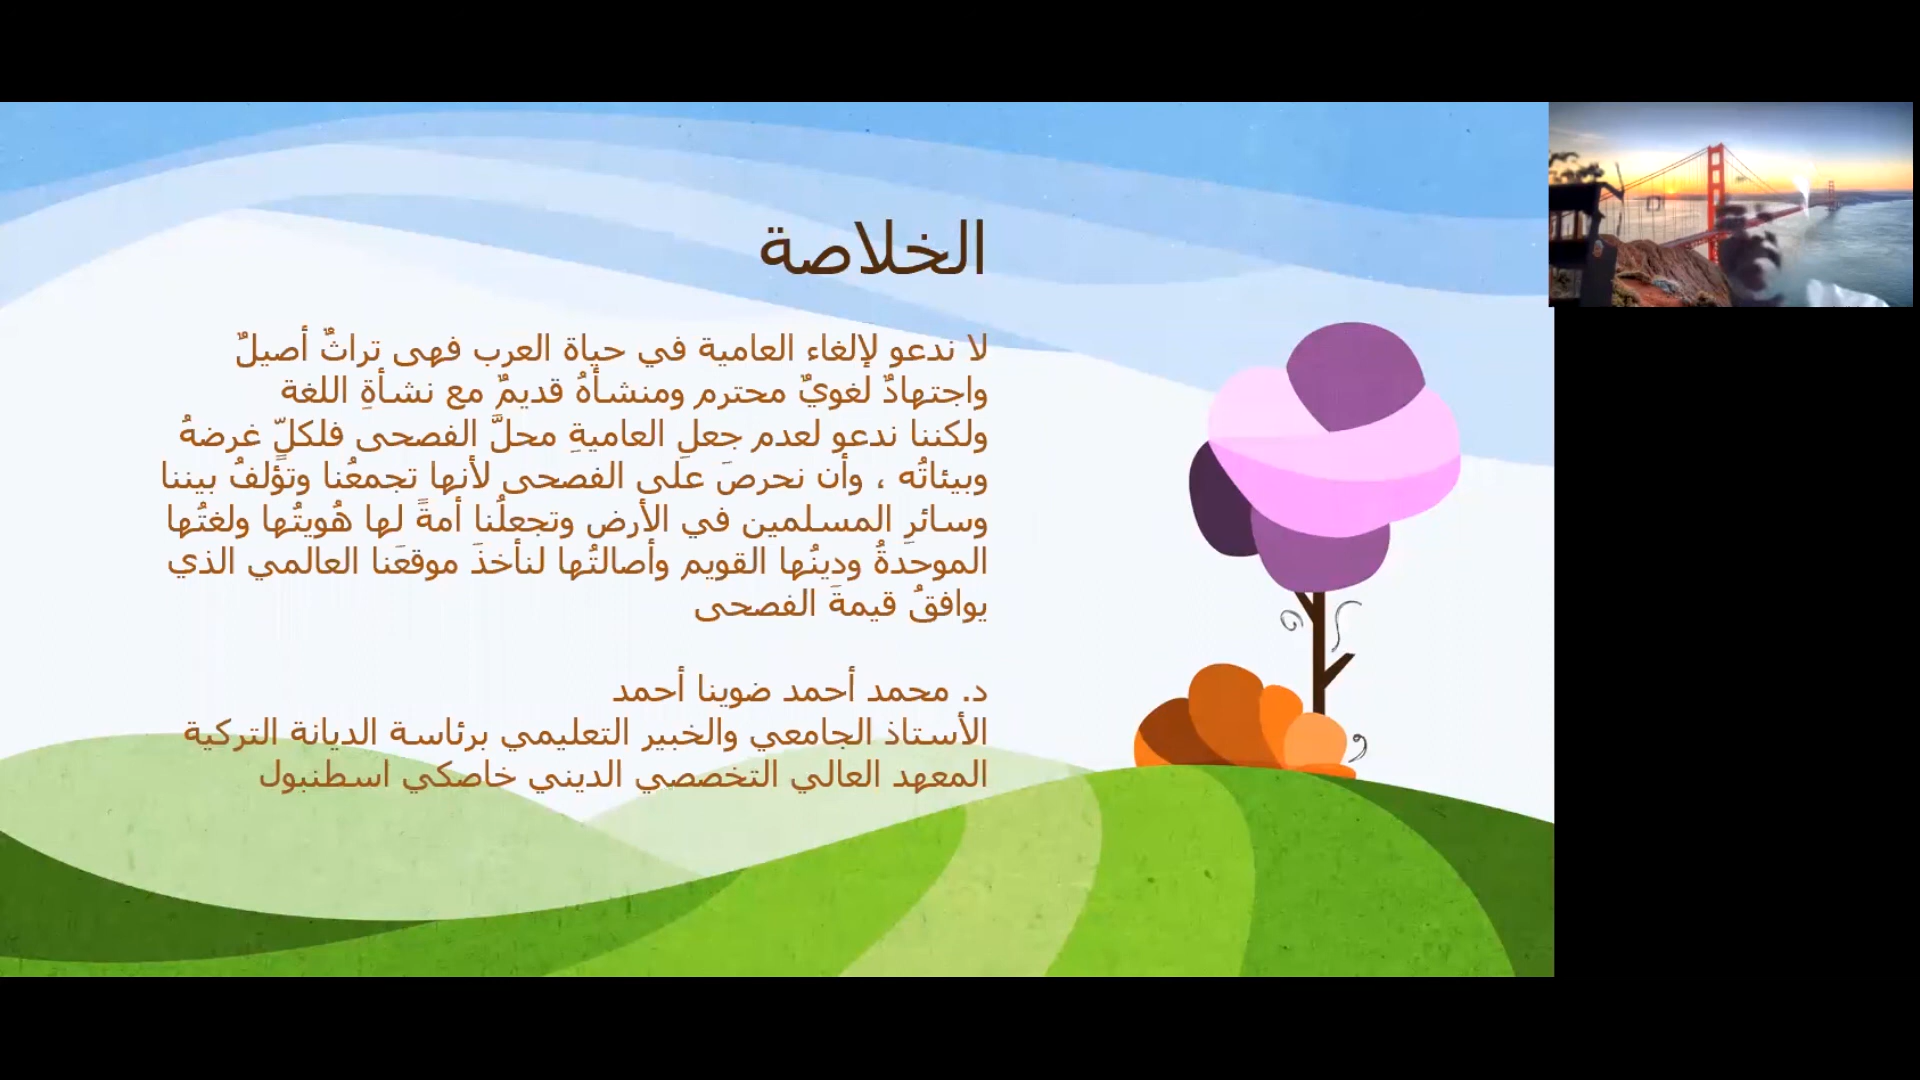 الخلاصة
لا ندعو لإلغاء العامية في حياة العرب فهى تراثٌ أصيلٌ
واجتهادٌ لغويٌ محترم ومنشأهُ قديمٌ مع نشأةِ اللغة
ولكننا ندعو لعدم جعلِ العاميةِ محلَّ الفصحى فلكلٍّ غرضهُ
وبيئاتُه ، وأن نحرصَ على الفصحى لأنها تجمعُنا وتؤلفُ بيننا
وسائرِ المسلمين في الأرض وتجعلُنا أمةً لها هُويتُها ولغتُها
الموحدةُ ودينُها القويم وأصالتُها لنأخذَ موقعَنا العالمي الذي
يوافقُ قيمةَ الفصحى
د. محمد أحمد ضوينا أحمد
الأستاذ الجامعي والخبير التعليمي برئاسة الديانة التركية
المعهد العالي التخصصي الديني خاصكي اسطنبول